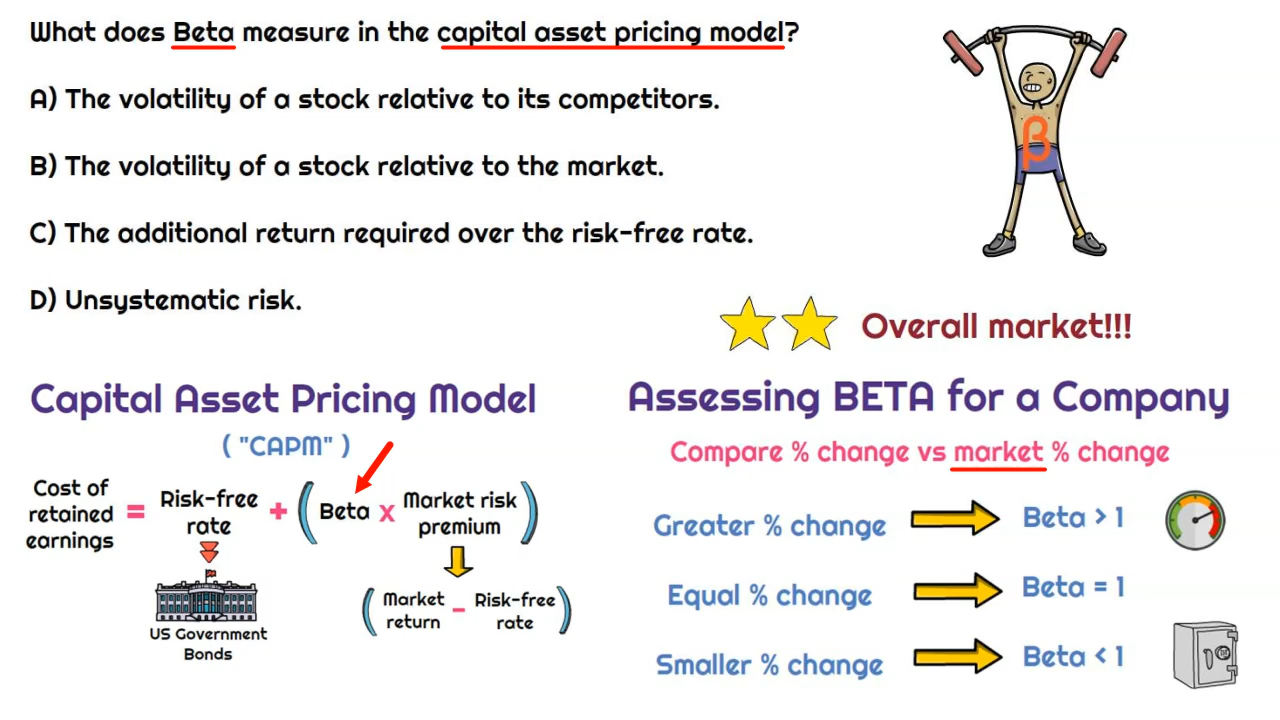 What does Beta measure in the capital asset pricing model?
A) The volatility of a stock relative to its competitors.
B) The volatility of a stock relative to the market.
C) The additional return required over the risk-free rate.
D) Unsystematic risk.
β
Overall market!!!
Capital Asset Pricing Model
( "CAPM" )
Cost of
retained
earnings
=
Risk-free
rate
+
(
Beta
x
Market risk
premium
)
US Government
Bonds
(
Market
return
-
Risk-free
rate
)
Assessing BETA for a Company
Compare % change vs market % change
Greater % change
Beta > 1
Equal % change
Beta = 1
Smaller % change
Beta < 1